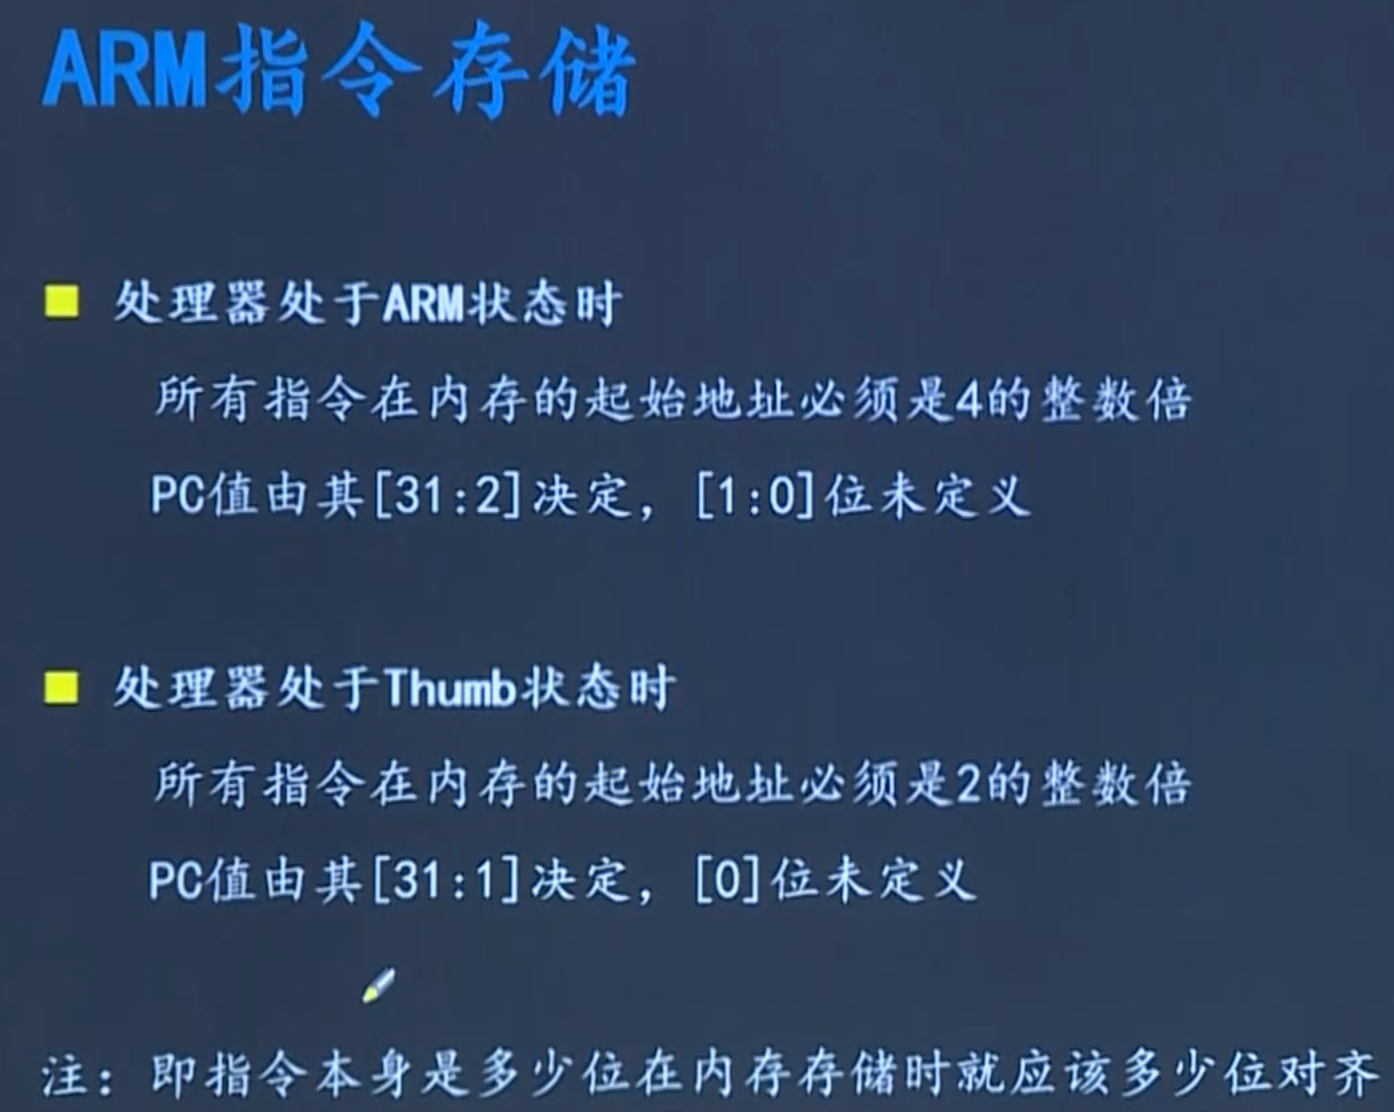 ARM指令存储
处理器处于ARM状态时
所有指令在内存的起始地址必须是4的整数倍
PC值由其[31:2]决定，[1:0]位未定义
处理器处于Thumb状态时
所有指令在内存的起始地址必须是2的整数倍
PC值由其[31:1]决定，[0]位未定义
注：即指令本身是多少位在内存存储时就应该多少位对齐